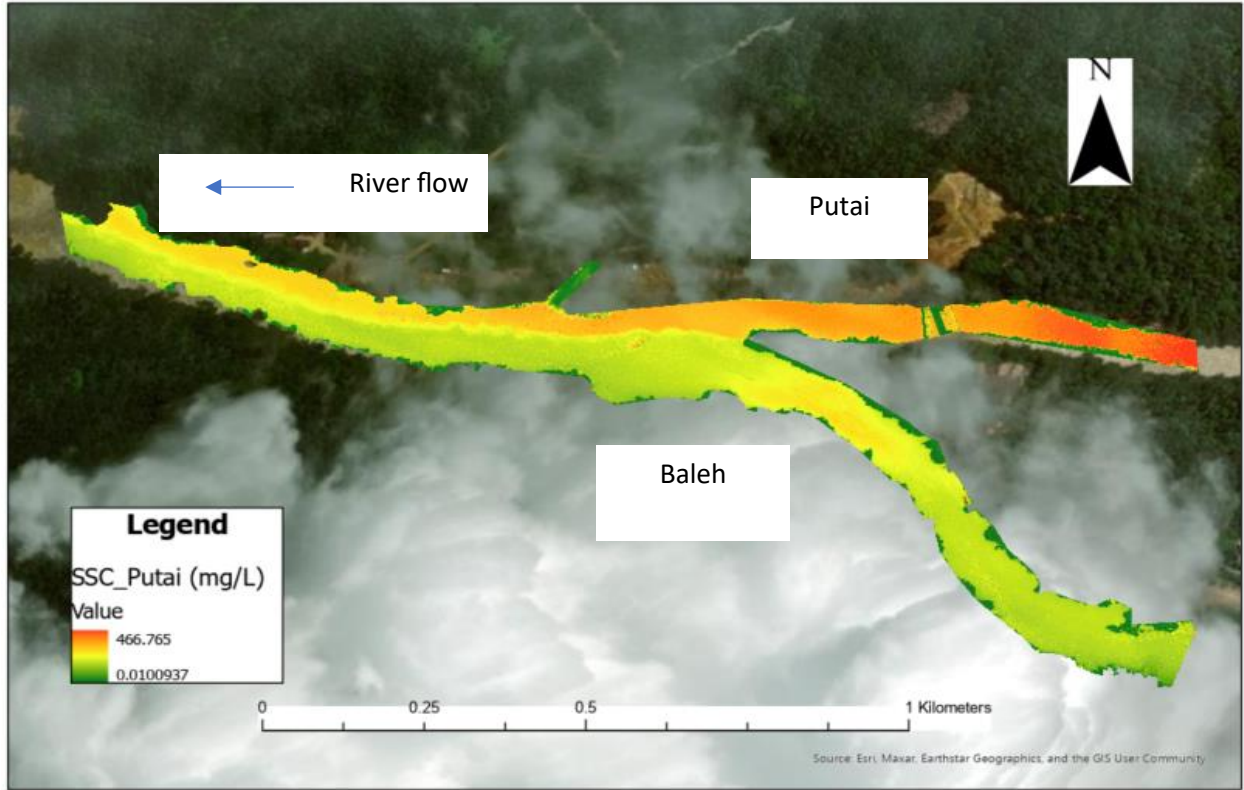 N
River flow
Putai
Baleh
Legend
SSC_Putai (mg/L)
Value
466.765
0.0100937
0
0.25
0.5
1 Kilometers
Source: Esri, Maxar, Earthstar Geographics, and the GIS User Community